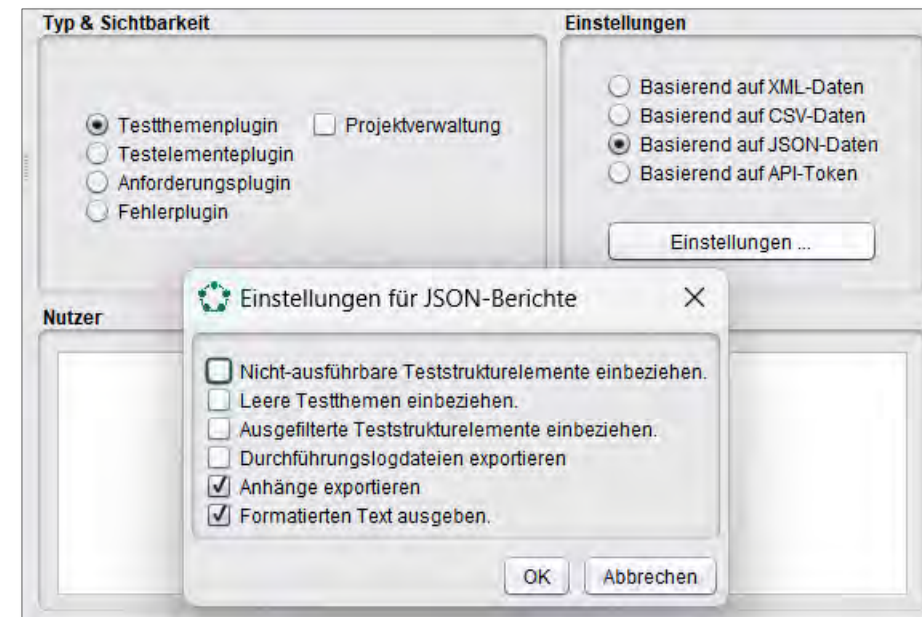 Typ & Sichtbarkeit
Testthemenplugin
Projektverwaltung
Testelementeplugin
Anforderungsplugin
Fehlerplugin
Einstellungen
Basierend auf XML-Daten
Basierend auf CSV-Daten
Basierend auf JSON-Daten
Basierend auf API-Token
Einstellungen ...
Nutzer
Einstellungen für JSON-Berichte
Nicht-ausführbare Teststrukturelemente einbeziehen.
Leere Testthemen einbeziehen.
Ausgefilterte Teststrukturelemente einbeziehen.
Durchführungslogdateien exportieren
Anhänge exportieren
Formatierten Text ausgeben.
OK
Abbrechen